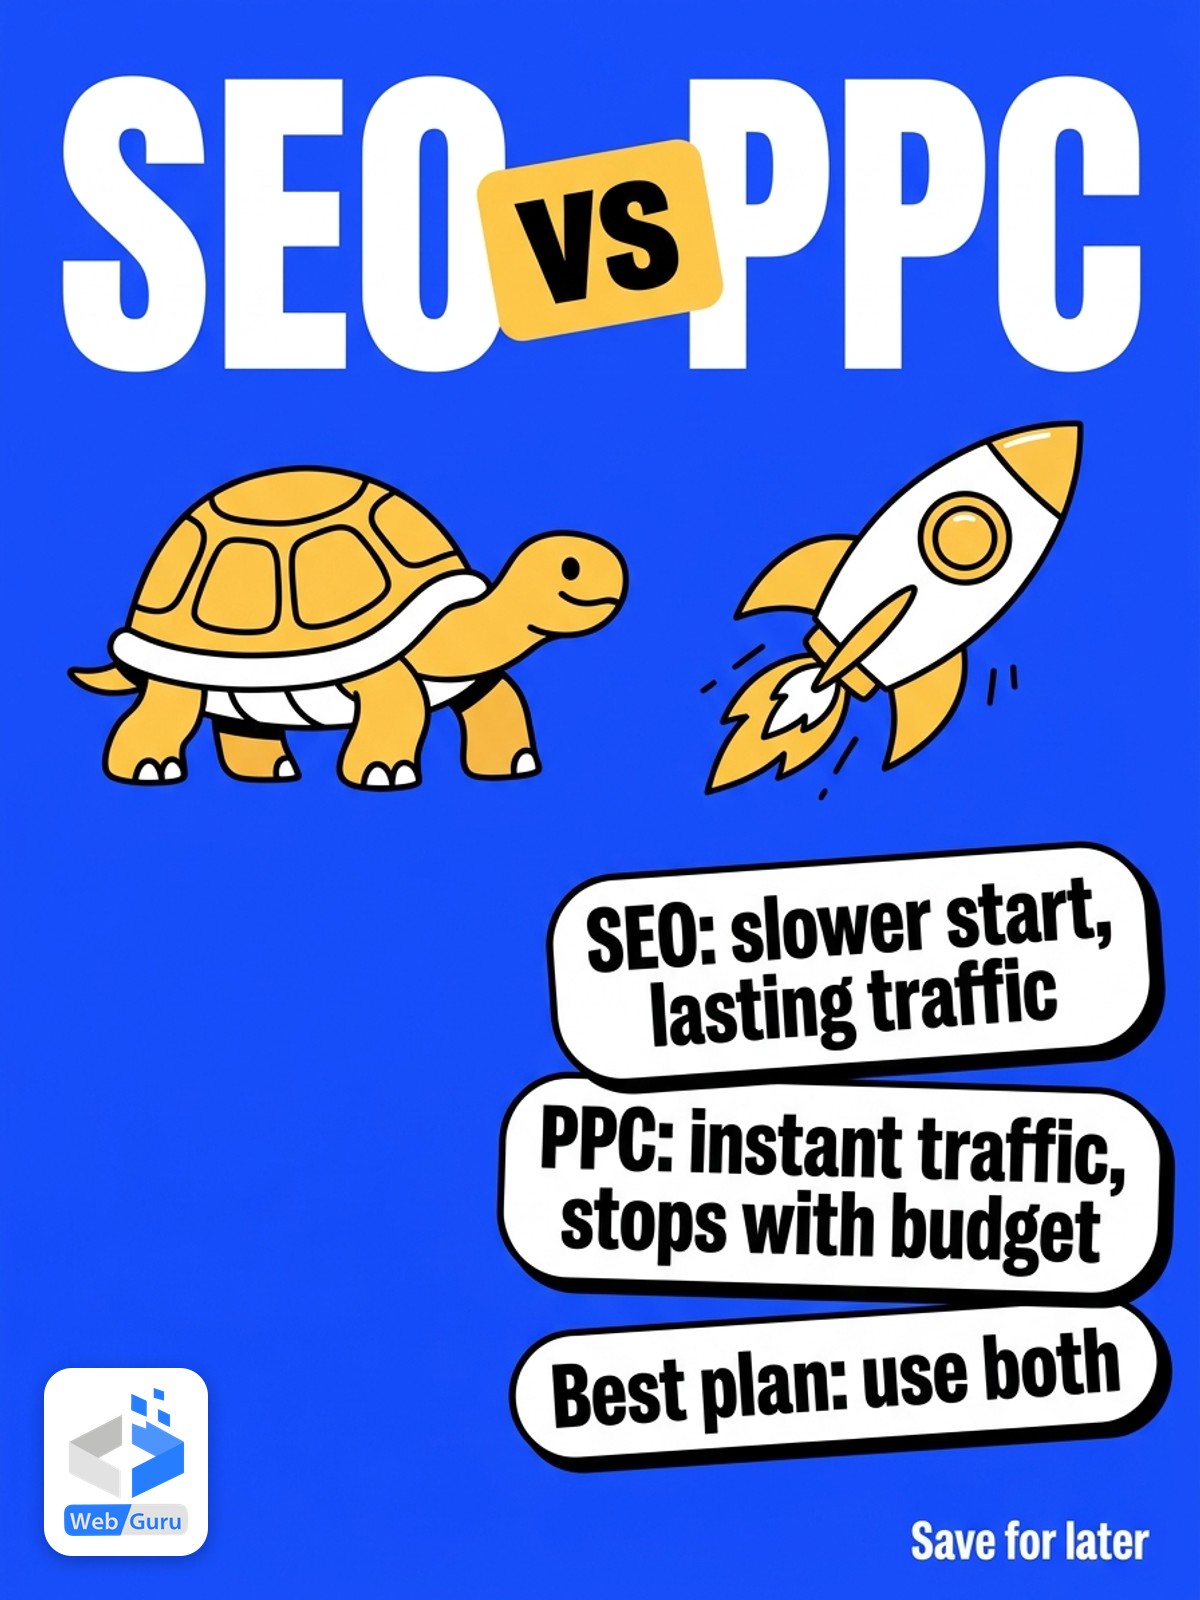 SEO vs PPC
SEO: slower start,
lasting traffic
PPC: instant traffic,
stops with budget
Best plan: use both
Web Guru
Save for later